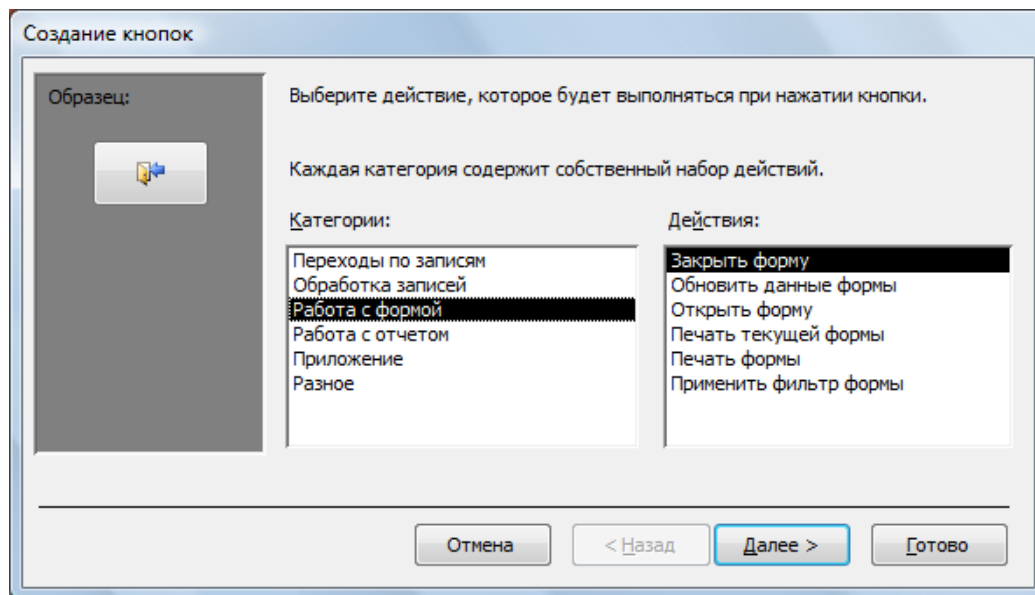 Создание кнопок
Образец:
Выберите действие, которое будет выполняться при нажатии кнопки.
Каждая категория содержит собственный набор действий.
Категории:
Переходы по записям
Обработка записей
Работа с формой
Работа с отчетом
Приложение
Разное
Действия:
Закрыть форму
Обновить данные формы
Открыть форму
Печать текущей формы
Печать формы
Применить фильтр формы
Отмена
< Назад
Далее >
Готово